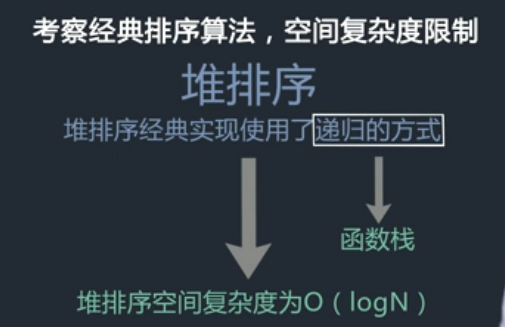 考察经典排序算法，空间复杂度限制
堆排序
堆排序经典实现使用了递归的方式
函数栈
堆排序空间复杂度为O（logN）